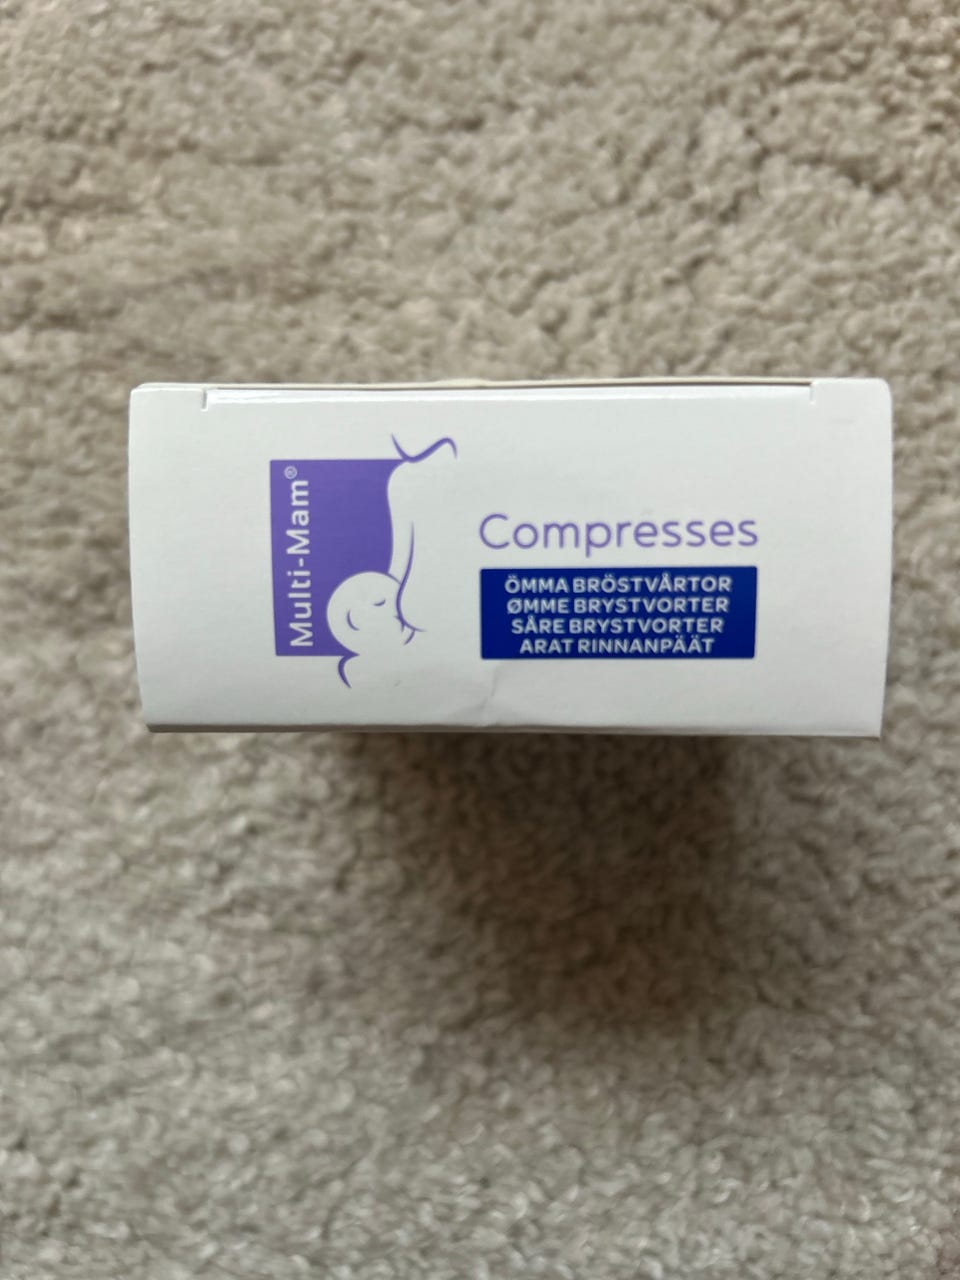 Multi-Mam®
Compresses
ÖMMA BRÖSTVÅRTOR
ØMME BRYSTVORTER
SÅRE BRYSTVORTER
ARAT RINNANPÄÄT